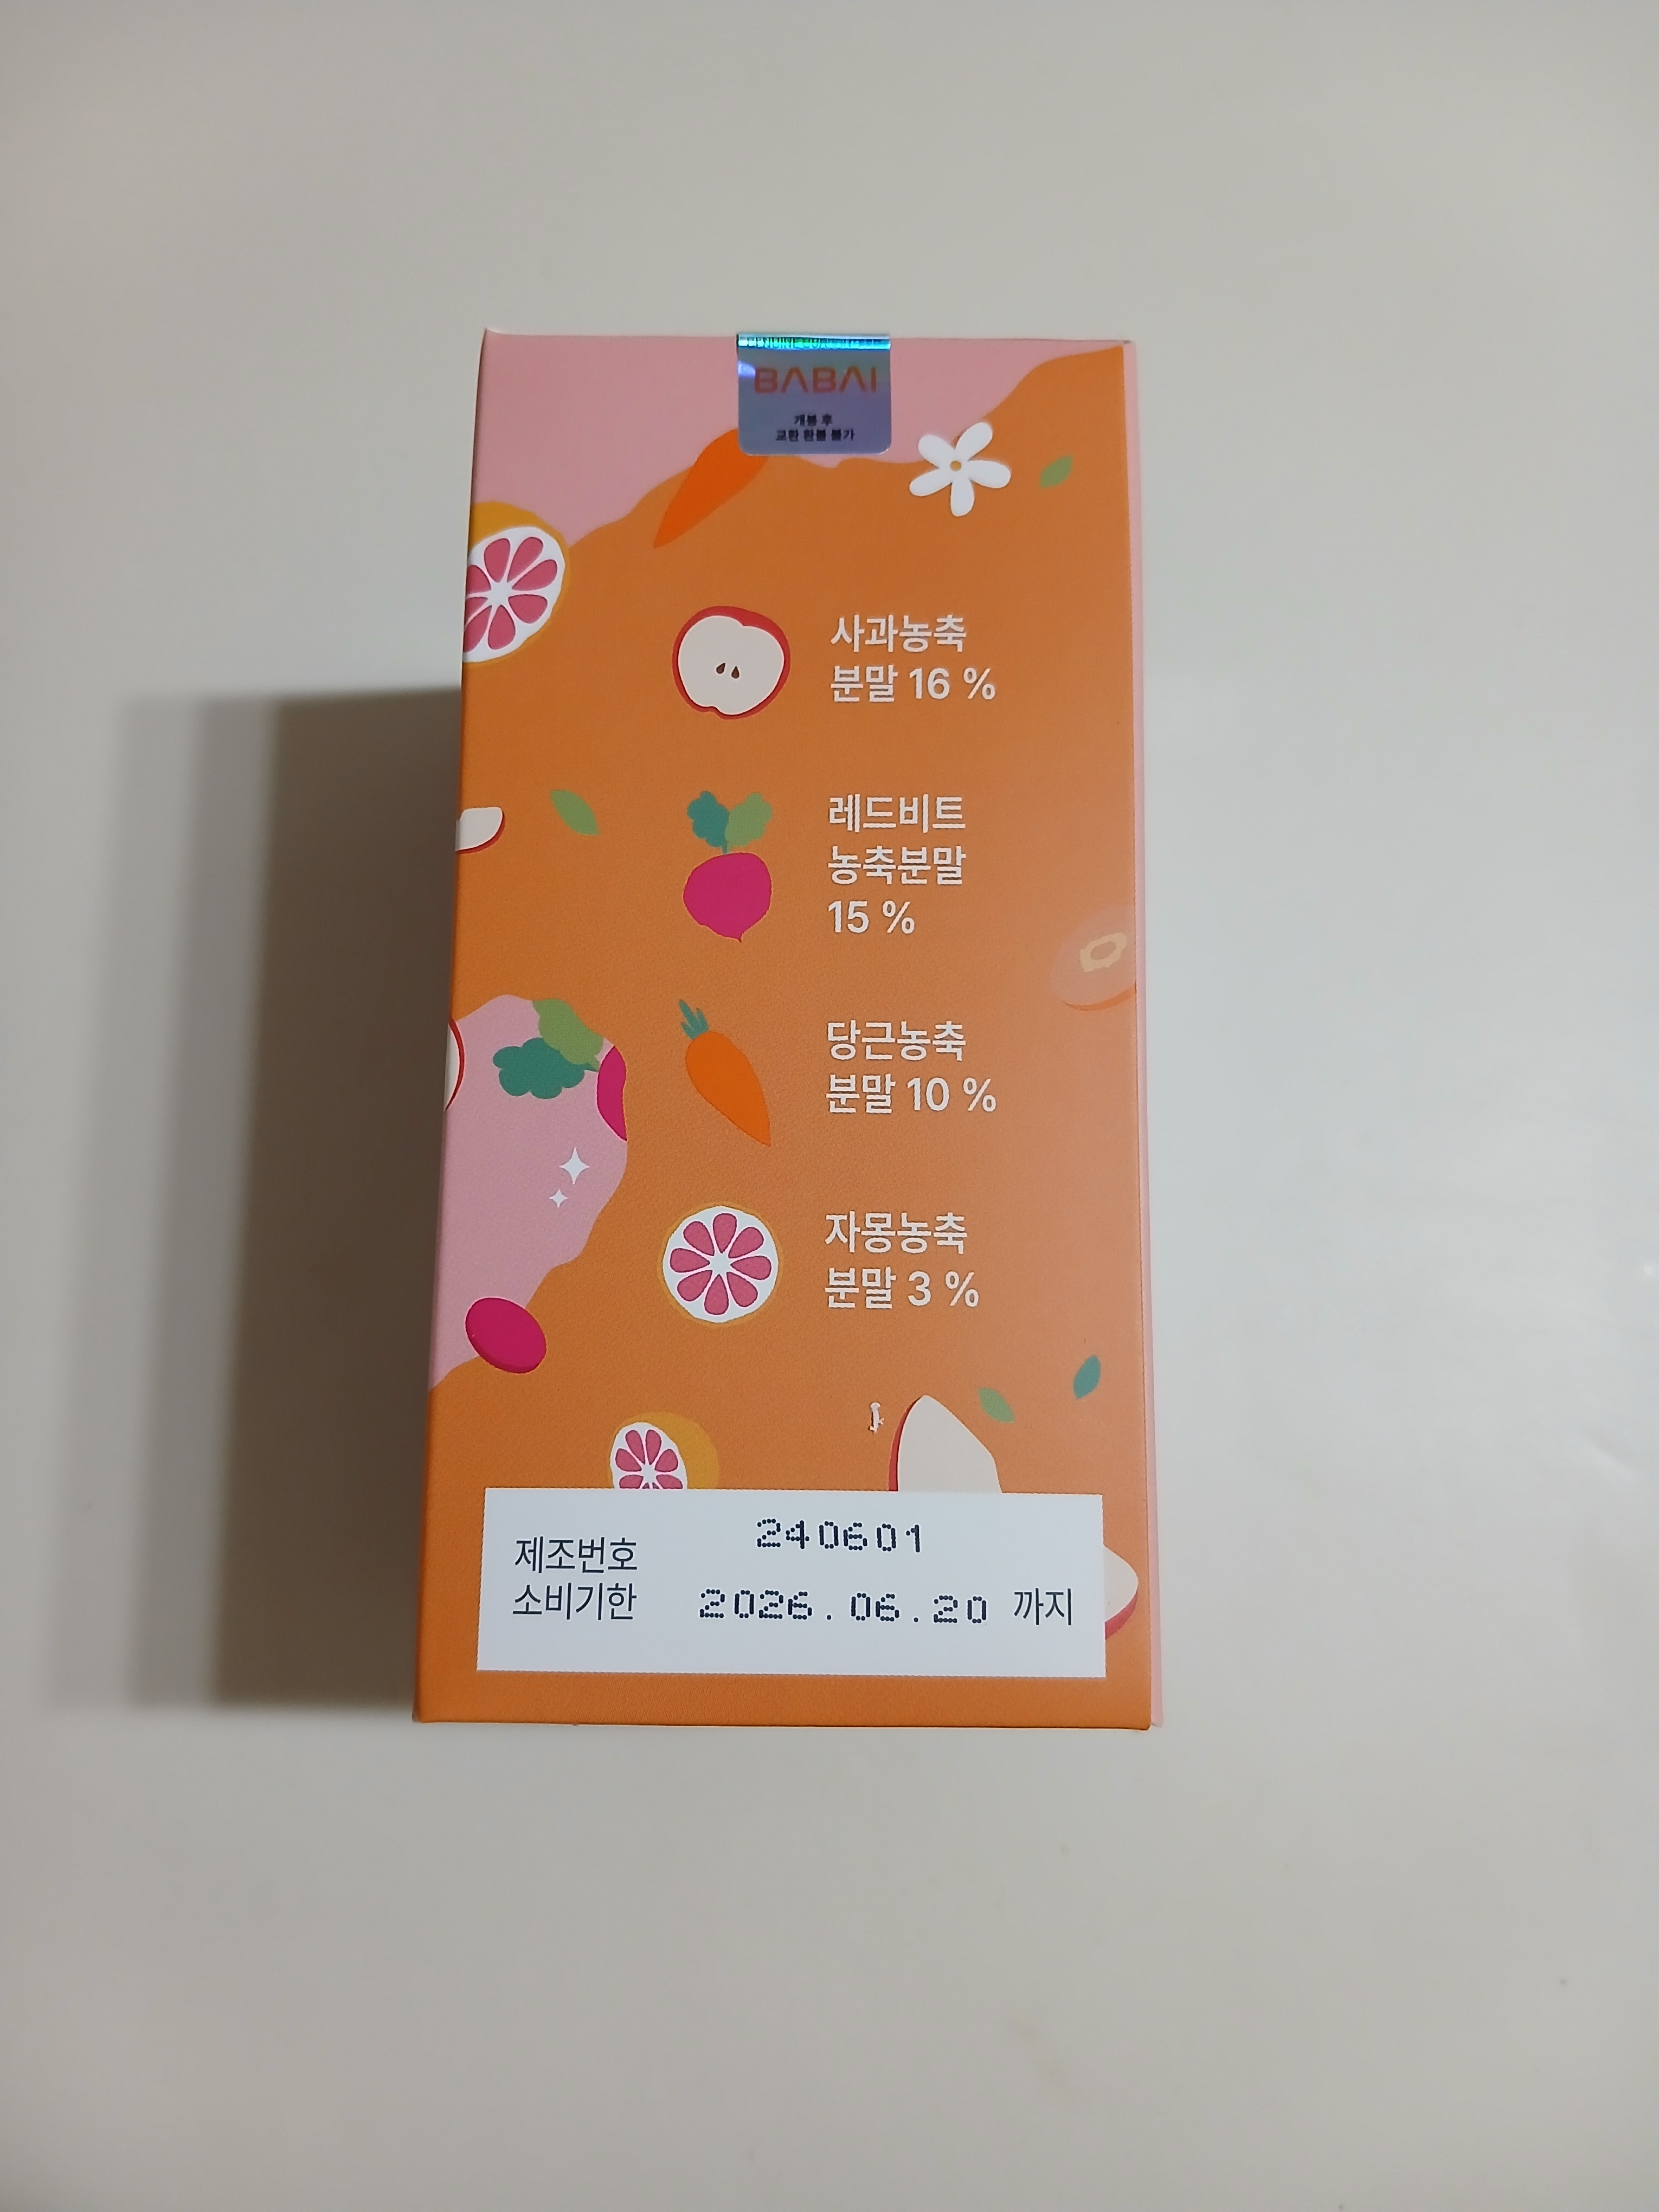 BABAI
개봉 후
교환 환불 불가
사과농축
분말 16 %
레드비트
농축분말
15 %
당근농축
분말 10 %
자몽농축
분말 3 %
제조번호 240601
소비기한 2026.06.20 까지